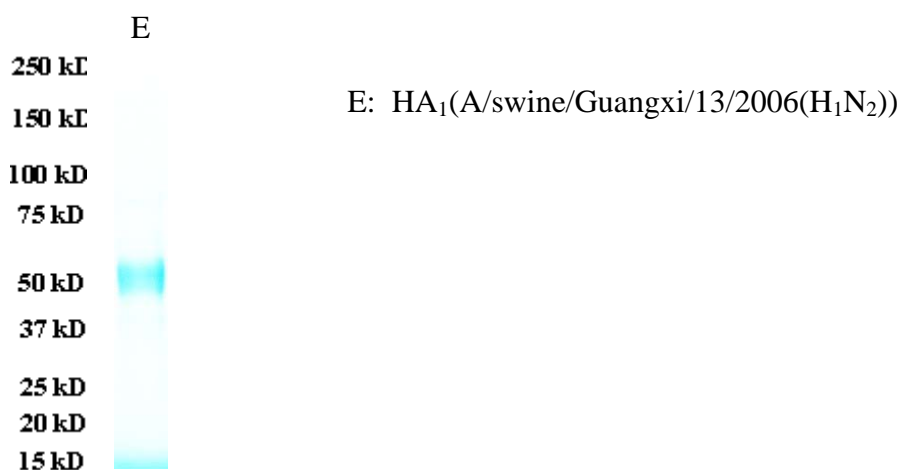 E
250 kD
E: HA₁(A/swine/Guangxi/13/2006(H₁N₂))
150 kD
100 kD
75 kD
50 kD
37 kD
25 kD
20 kD
15 kD